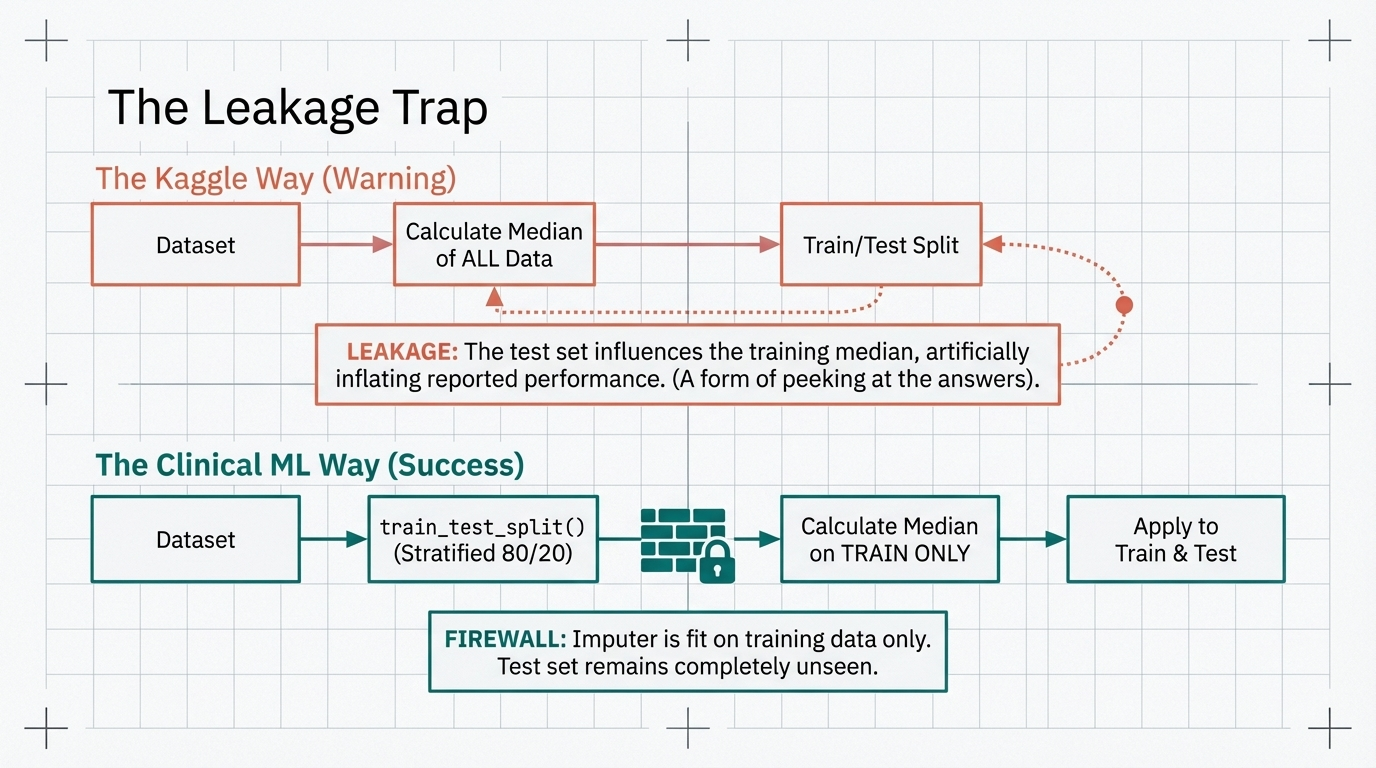 The Leakage Trap
The Kaggle Way (Warning)
Dataset
Calculate Median
of ALL Data
Train/Test Split
LEAKAGE: The test set influences the training median, artificially
inflating reported performance. (A form of peeking at the answers).
The Clinical ML Way (Success)
Dataset
train_test_split()
(Stratified 80/20)
Calculate Median
on TRAIN ONLY
Apply to
Train & Test
FIREWALL: Imputer is fit on training data only.
Test set remains completely unseen.